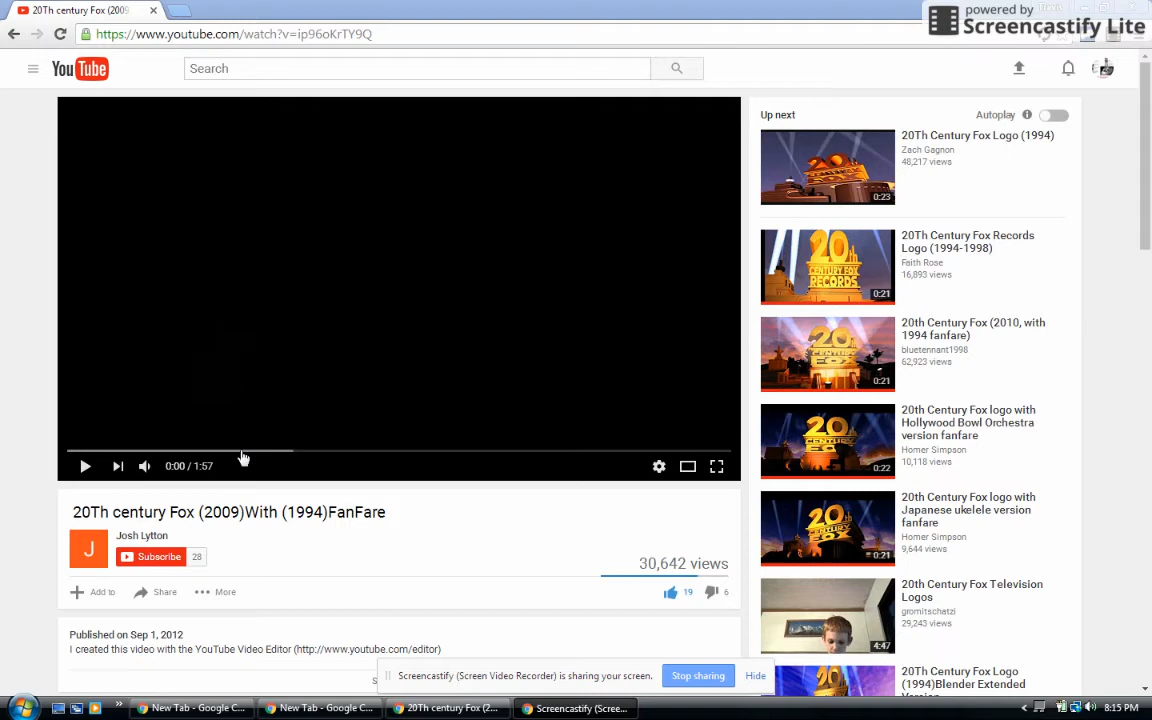 20Th century Fox (2009
powered by
Screencastify Lite
https://www.youtube.com/watch?v=ip96oKrTY9Q
YouTube
Search
0:00 / 1:57
20Th century Fox (2009)With (1994)FanFare
J
Josh Lytton
Subscribe 28
30,642 views
Add to Share More
19 6
Published on Sep 1, 2012
I created this video with the YouTube Video Editor (http://www.youtube.com/editor)
Up next Autoplay
20Th Century Fox Logo (1994)
Zach Gagnon
48,217 views
0:23
20Th Century Fox Records
Logo (1994-1998)
Faith Rose
16,893 views
20
CENTURY FOX
RECORDS
0:21
20th Century Fox (2010, with
1994 fanfare)
bluetennant1998
62,923 views
0:21
20th Century Fox logo with
Hollywood Bowl Orchestra
version fanfare
Homer Simpson
10,118 views
0:22
20th Century Fox logo with
Japanese ukelele version
fanfare
Homer Simpson
9,644 views
0:21
20th Century Fox Television
Logos
gromitschatzi
29,243 views
4:47
20Th Century Fox Logo
(1994)Blender Extended
Screencastify (Screen Video Recorder) is sharing your screen. Stop sharing Hide
New Tab - Google C...
New Tab - Google C...
20Th century Fox (2...
Screencastify (Scree...
8:15 PM